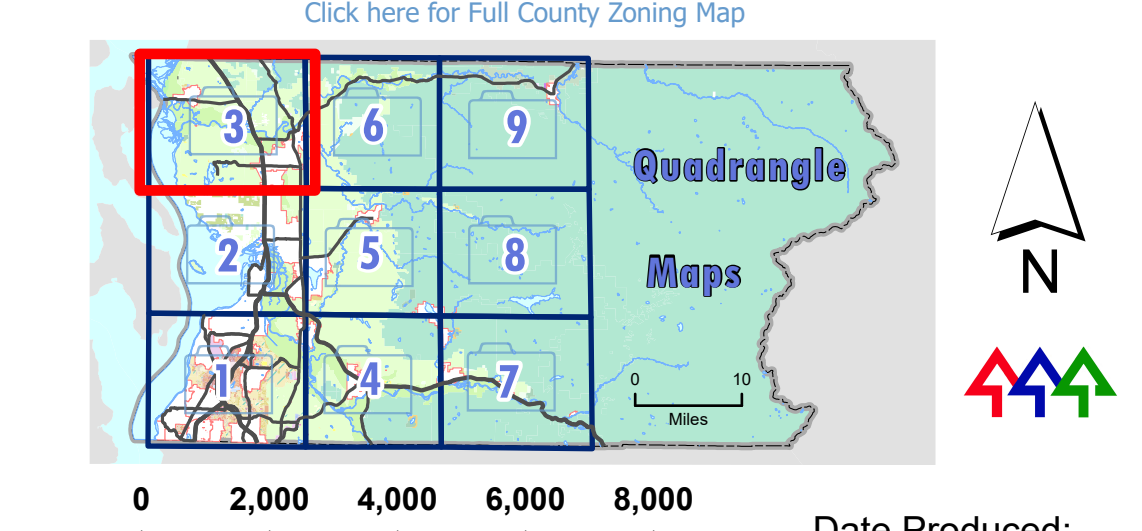 Click here for Full County Zoning Map
3 6 9
Quadrangle
2 5 8
Maps
1 4 7
0 10
Miles
N
0 2,000 4,000 6,000 8,000
Date Produced: